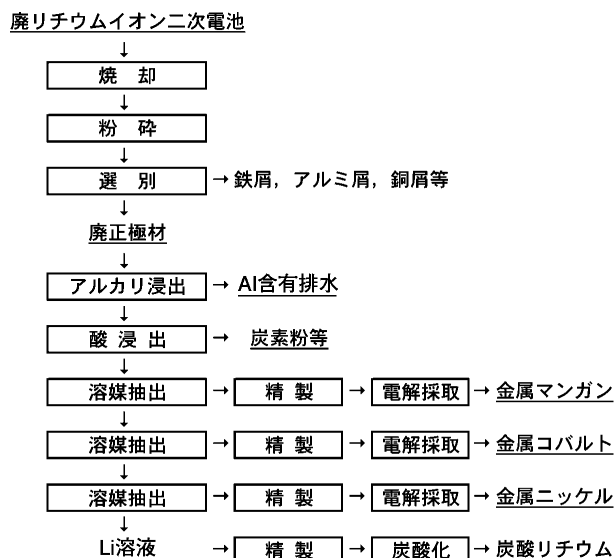 廃リチウムイオン二次電池
↓
焼　却
↓
粉　砕
↓
選　別 → 鉄屑，アルミ屑，銅屑等
↓
廃正極材
↓
アルカリ浸出 → Al含有排水
↓
酸 浸 出 → 炭素粉等
↓
溶媒抽出 → 精 製 → 電解採取 → 金属マンガン
↓
溶媒抽出 → 精 製 → 電解採取 → 金属コバルト
↓
溶媒抽出 → 精 製 → 電解採取 → 金属ニッケル
↓
Li溶液 → 精 製 → 炭酸化 → 炭酸リチウム